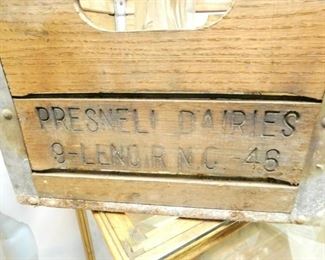 PRESNELL DAIRIES
9-LENOIR N.C. -46